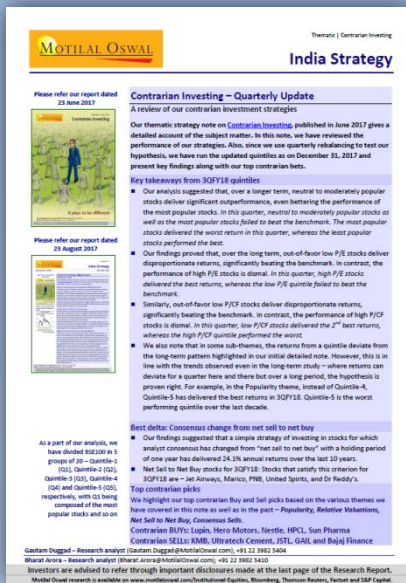 Thematic | Contrarian Investing
MOTILAL OSWAL
India Strategy
Please refer our report dated
23 June 2017
Contrarian Investing
It pays to be different!
Please refer our report dated
23 August 2017
India Strategy
As a part of our analysis, we
have divided BSE100 in 5
groups of 20 – Quintile-1
(Q1), Quintile-2 (Q2),
Quintile-3 (Q3), Quintile-4
(Q4) and Quintile-5 (Q5),
respectively, with Q1 being
composed of the most
popular stocks and so on
Contrarian Investing – Quarterly Update
A review of our contrarian investment strategies
Our thematic strategy note on Contrarian Investing, published in June 2017 gives a
detailed account of the subject matter. In this note, we have reviewed the
performance of our strategies. Also, since we use quarterly rebalancing to test our
hypothesis, we have run the updated quintiles as on December 31, 2017 and
present key findings along with our top contrarian bets.
Key takeaways from 3QFY18 quintiles
■ Our analysis suggested that, over a longer term, neutral to moderately popular
stocks deliver significant outperformance, even bettering the performance of
the most popular stocks. In this quarter, neutral to moderately popular stocks as
well as the most popular stocks failed to beat the benchmark. The most popular
stocks delivered the worst return in this quarter, whereas the least popular
stocks performed the best.
■ Our findings proved that, over the long term, out-of-favor low P/E stocks deliver
disproportionate returns, significantly beating the benchmark. In contrast, the
performance of high P/E stocks is dismal. In this quarter, high P/E stocks
delivered the best returns, whereas the low P/E quintile failed to beat the
benchmark.
■ Similarly, out-of-favor low P/CF stocks deliver disproportionate returns,
significantly beating the benchmark. In contrast, the performance of high P/CF
stocks is dismal. In this quarter, low P/CF stocks delivered the 2nd best returns,
whereas the high P/CF quintile performed the worst.
■ We also note that in some sub-themes, the returns from a quintile deviate from
the long-term pattern highlighted in our initial detailed note. However, this is in
line with the trends observed even in the long-term study – where returns can
deviate for a quarter here and there but over a long period, the hypothesis is
proven right. For example, in the Popularity theme, instead of Quintile-4,
Quintile-5 has delivered the best returns in 3QFY18. Quintile-5 is the worst
performing quintile over the last decade.
Best delta: Consensus change from net sell to net buy
■ Our findings suggested that a simple strategy of investing in stocks for which
analyst consensus has changed from "net sell to net buy" with a holding period
of one year has delivered 24.1% annual returns over the last 10 years.
■ Net Sell to Net Buy stocks for 3QFY18: Stocks that satisfy this criterion for
3QFY18 are – Jet Airways, Marico, PNB, United Spirits, and Dr Reddy's.
Top contrarian picks
We highlight our top contrarian Buy and Sell picks based on the various themes we
have covered in this note as well as in the past – Popularity, Relative Valuations,
Net Sell to Net Buy, Consensus Sells.
Contrarian BUYs: Lupin, Hero Motors, Nestle, HPCL, Sun Pharma
Contrarian SELLs: KMB, Ultratech Cement, JSTL, GAIL and Bajaj Finance
Gautam Duggad – Research analyst (Gautam.Duggad@MotilalOswal.com); +91 22 3982 5404
Bharat Arora – Research analyst (Bharat.Arora@MotilalOswal.com); +91 22 3982 5410
Investors are advised to refer through important disclosures made at the last page of the Research Report.
Motilal Oswal research is available on www.motilaloswal.com/Institutional-Equities, Bloomberg, Thomson Reuters, Factset and S&P Capital.